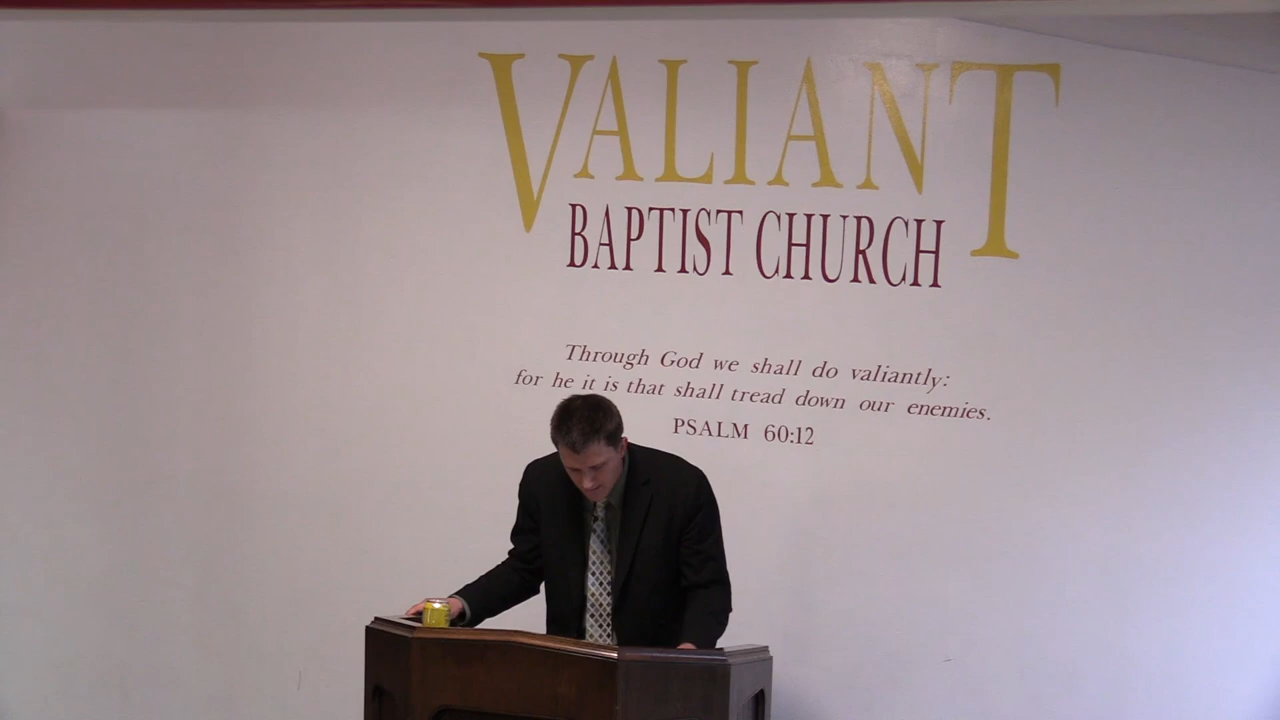 VALIANT
BAPTIST CHURCH
Through God we shall do valiantly:
for he it is that shall tread down our enemies.
PSALM 60:12